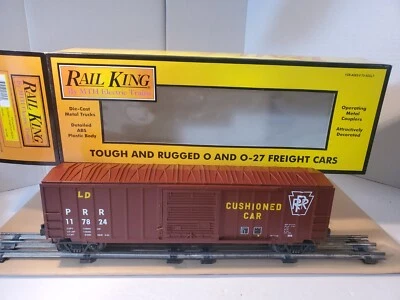 RAIL KING
by MTH Electric Trains
Die-Cast
Metal Trucks
Detailed
ABS
Plastic Body
Operating
Metal
Couplers
Attractively
Decorated
TOUGH AND RUGGED O AND O-27 FREIGHT CARS
RAIL KING
LD
PRR
117824
CUSHIONED
CAR
PRR